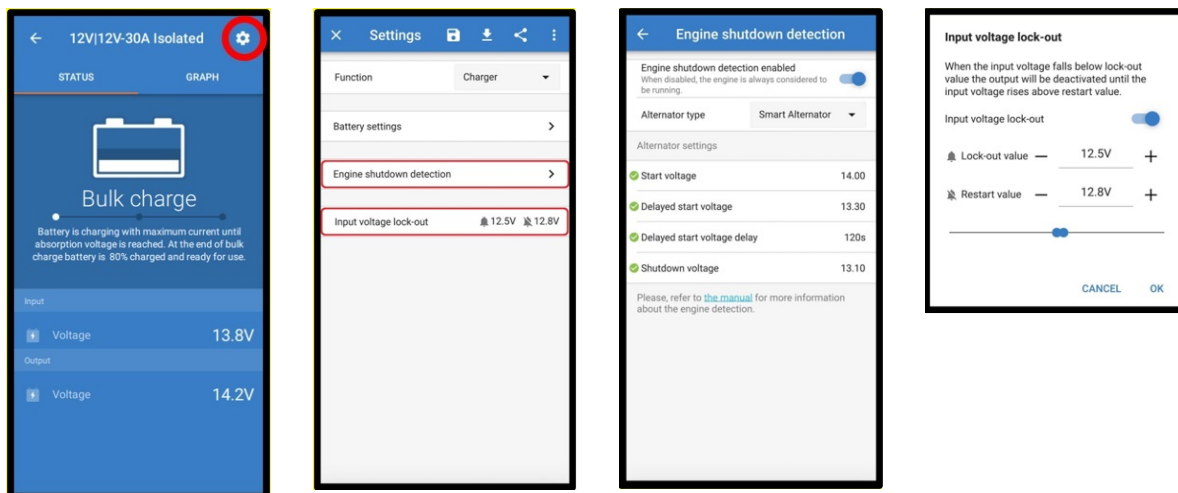 12V|12V-30A Isolated
STATUS
GRAPH
Bulk charge
Battery is charging with maximum current until
absorption voltage is reached. At the end of bulk
charge battery is 80% charged and ready for use.
Input
Voltage
13.8V
Output
Voltage
14.2V
Settings
Function
Charger
Battery settings
Engine shutdown detection
Input voltage lock-out
12.5V
12.8V
Engine shutdown detection
Engine shutdown detection enabled
When disabled, the engine is always considered to
be running.
Alternator type
Smart Alternator
Alternator settings
Start voltage
14.00
Delayed start voltage
13.30
Delayed start voltage delay
120s
Shutdown voltage
13.10
Please, refer to the manual for more information
about the engine detection.
Input voltage lock-out
When the input voltage falls below lock-out
value the output will be deactivated until the
input voltage rises above restart value.
Input voltage lock-out
Lock-out value
12.5V
Restart value
12.8V
CANCEL
OK